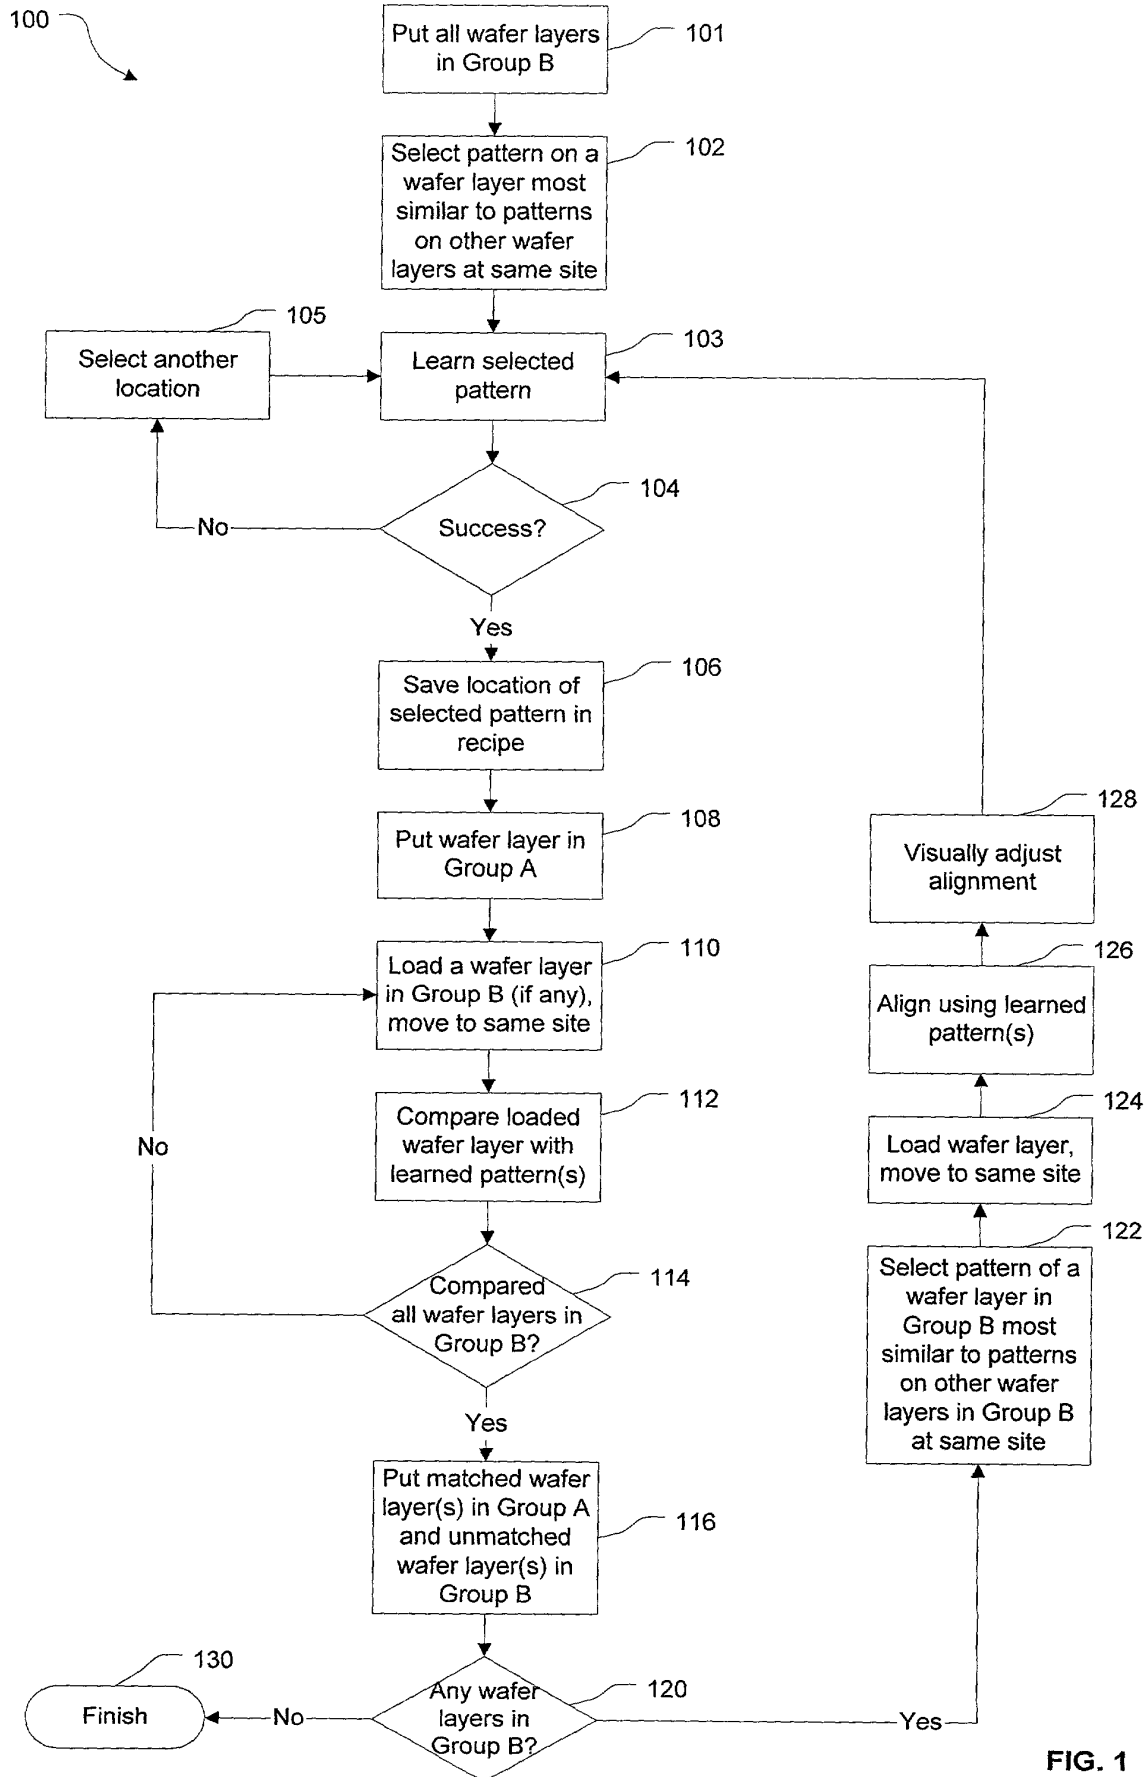 100
Put all wafer layers
in Group B
101
Select pattern on a
wafer layer most
similar to patterns
on other wafer
layers at same site
102
105
Select another
location
Learn selected
pattern
103
Success?
104
No
Yes
Save location of
selected pattern in
recipe
106
Put wafer layer in
Group A
108
Load a wafer layer
in Group B (if any),
move to same site
110
Compare loaded
wafer layer with
learned pattern(s)
112
No
Compared
all wafer layers in
Group B?
114
Yes
Put matched wafer
layer(s) in Group A
and unmatched
wafer layer(s) in
Group B
116
Any wafer
layers in
Group B?
120
No
130
Finish
Yes
Select pattern of a
wafer layer in
Group B most
similar to patterns
on other wafer
layers in Group B
at same site
122
Load wafer layer,
move to same site
124
Align using learned
pattern(s)
126
Visually adjust
alignment
128
FIG. 1